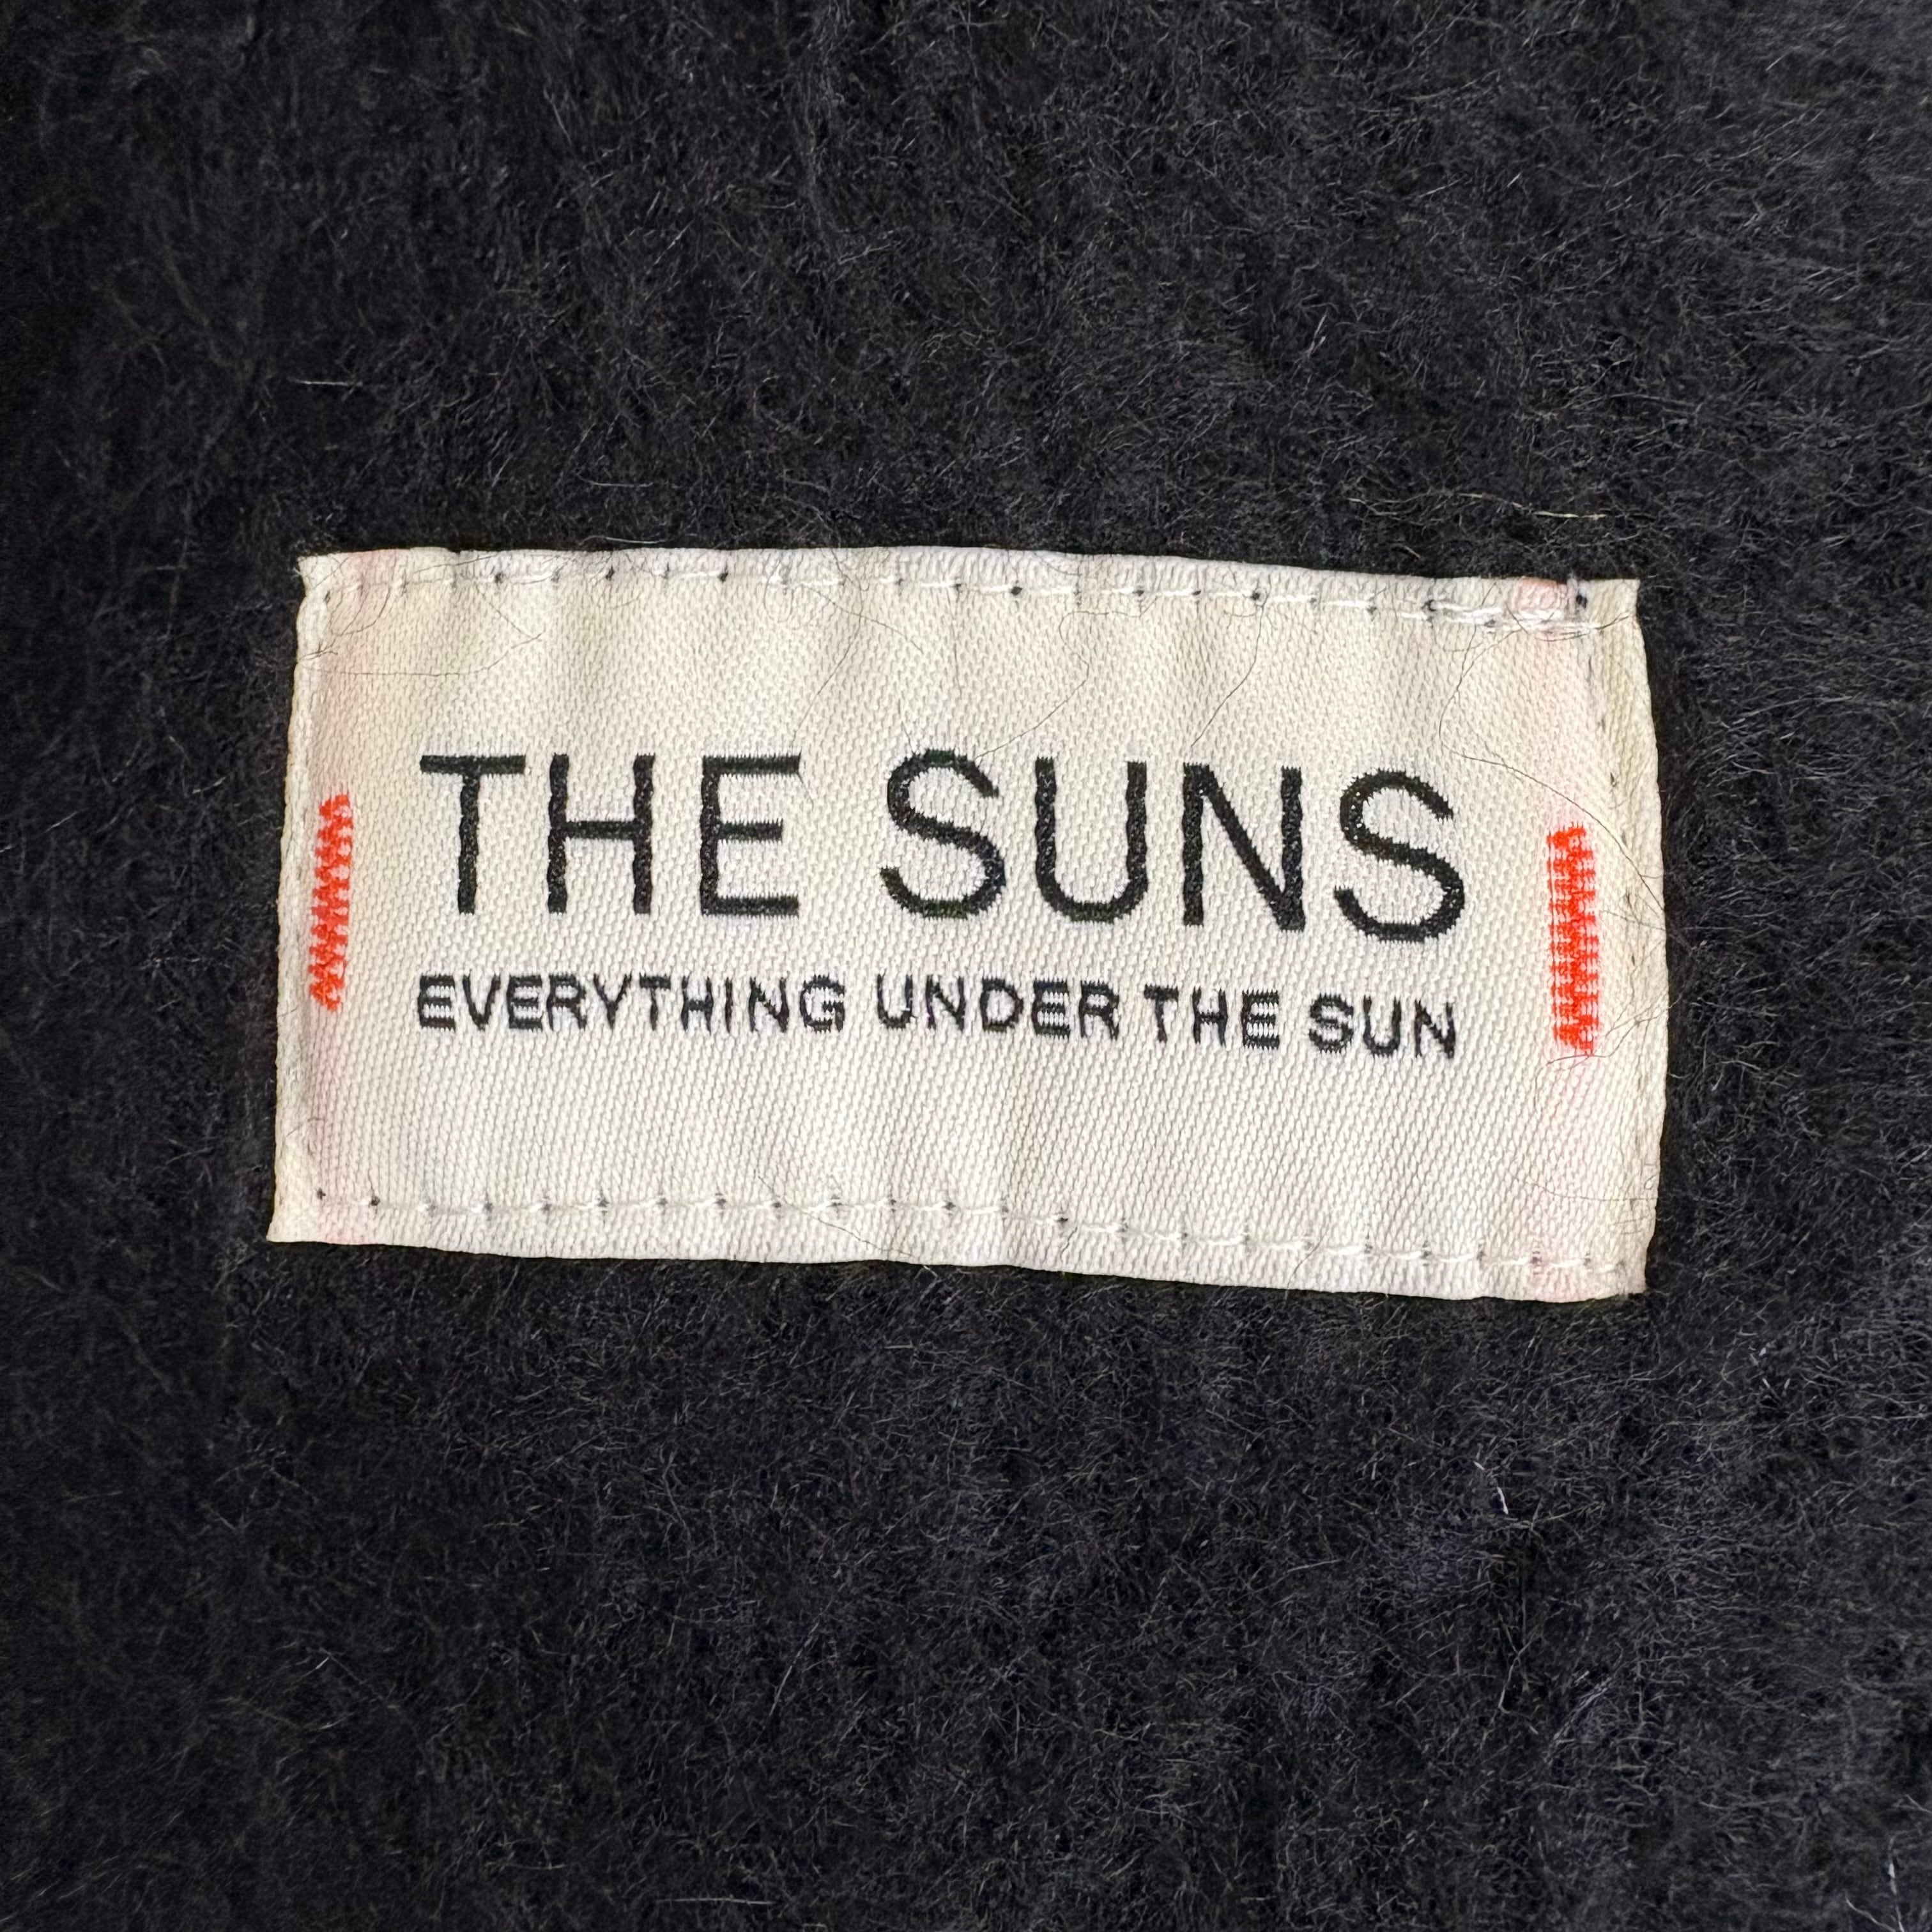 THE SUNS
EVERYTHING UNDER THE SUN